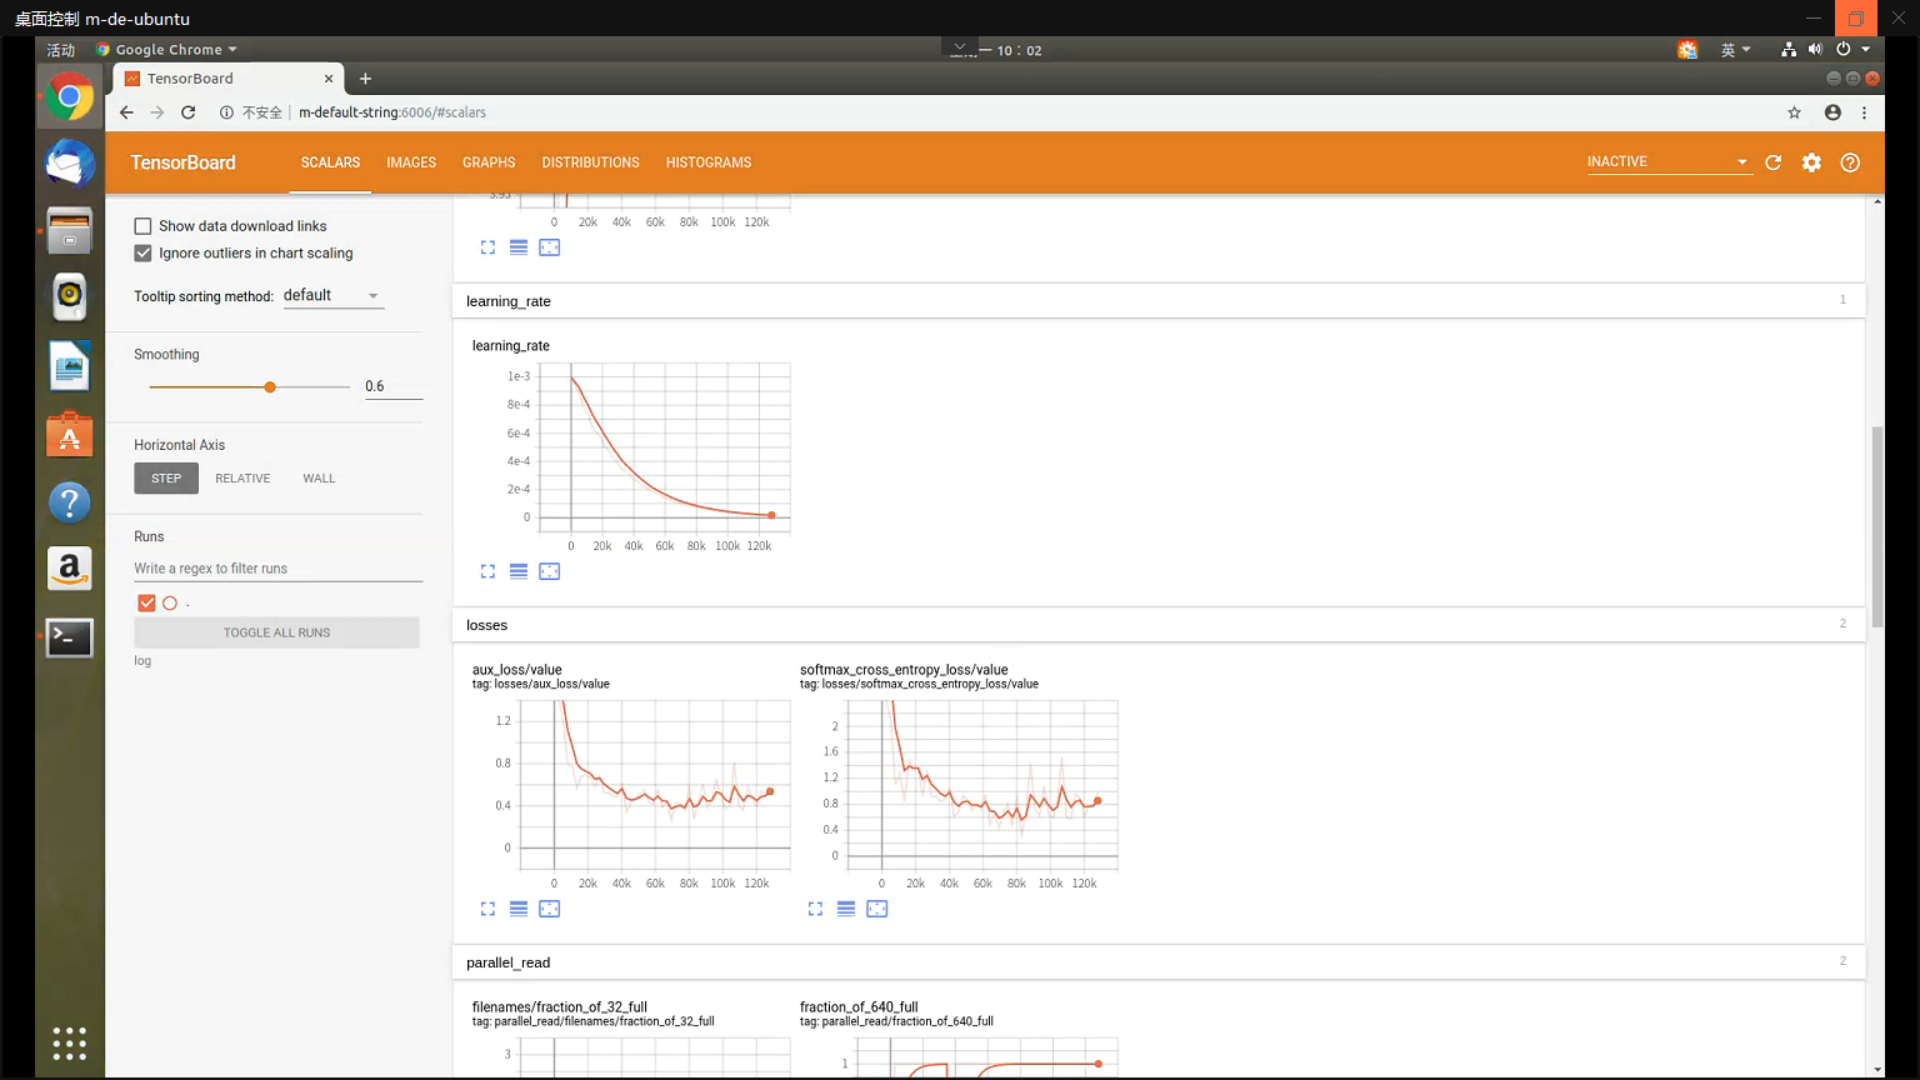 桌面控制 m-de-ubuntu
活动
Google Chrome
一 10：02
英
TensorBoard
不安全
m-default-string:6006/#scalars
TensorBoard
SCALARS
IMAGES
GRAPHS
DISTRIBUTIONS
HISTOGRAMS
INACTIVE
Show data download links
Ignore outliers in chart scaling
Tooltip sorting method: default
Smoothing
0.6
Horizontal Axis
STEP
RELATIVE
WALL
Runs
Write a regex to filter runs
.
TOGGLE ALL RUNS
log
3.95
0 20k 40k 60k 80k 100k 120k
learning_rate
1
learning_rate
1e-3
8e-4
6e-4
4e-4
2e-4
0
0 20k 40k 60k 80k 100k 120k
losses
2
aux_loss/value
tag: losses/aux_loss/value
1.2
0.8
0.4
0
0 20k 40k 60k 80k 100k 120k
softmax_cross_entropy_loss/value
tag: losses/softmax_cross_entropy_loss/value
2
1.6
1.2
0.8
0.4
0
0 20k 40k 60k 80k 100k 120k
parallel_read
2
filenames/fraction_of_32_full
tag: parallel_read/filenames/fraction_of_32_full
3
fraction_of_640_full
tag: parallel_read/fraction_of_640_full
1